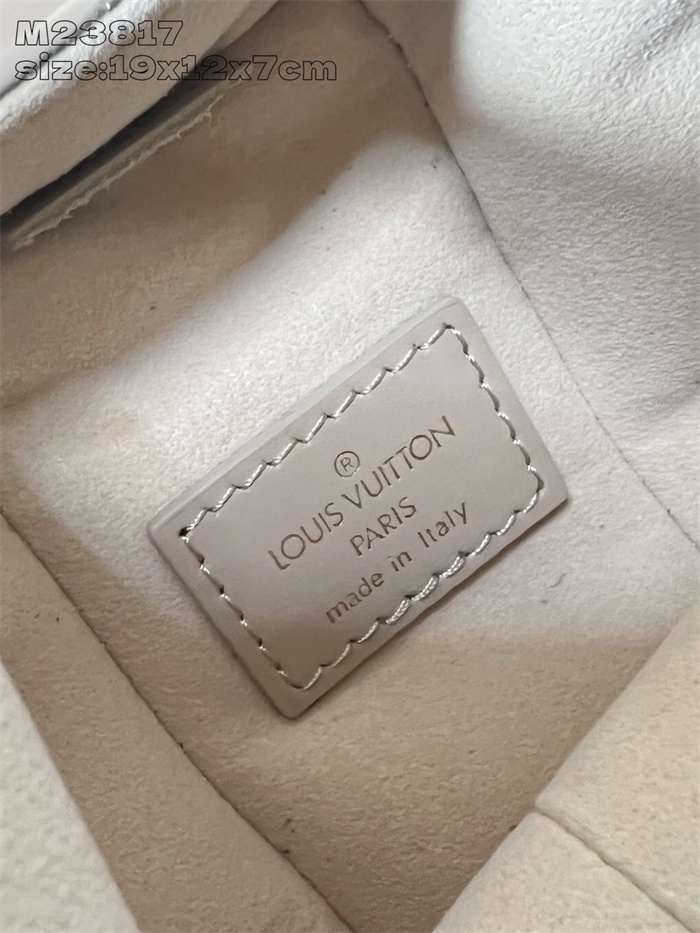 M23817
size:19x12x7cm
®
LOUIS VUITTON
PARIS
made in Italy